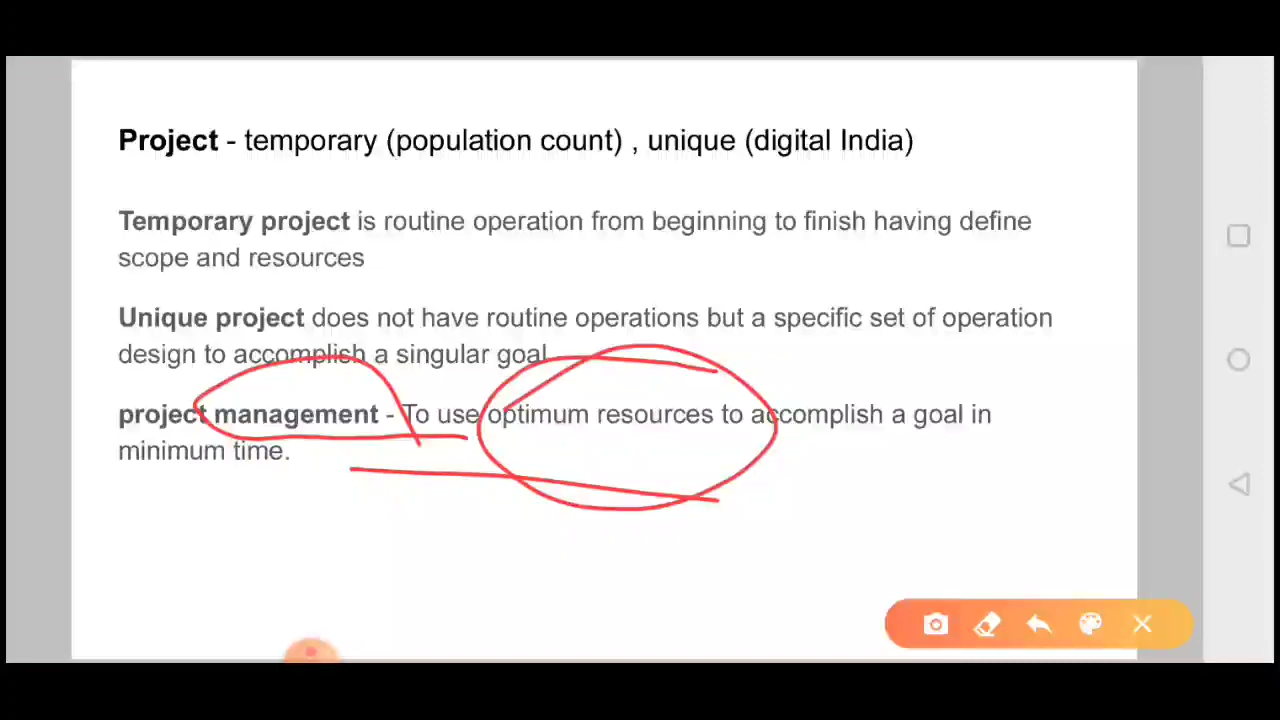 Project - temporary (population count) , unique (digital India)
Temporary project is routine operation from beginning to finish having define
scope and resources
Unique project does not have routine operations but a specific set of operation
design to accomplish a singular goal
project management - To use optimum resources to accomplish a goal in
minimum time.